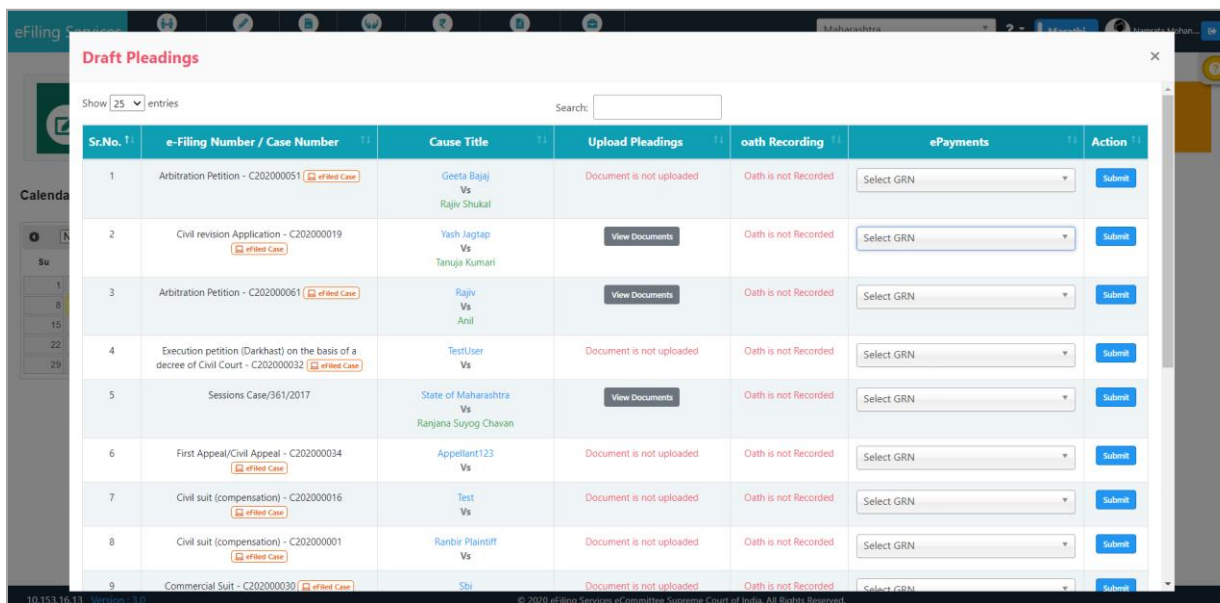 eFiling Services
Maharashtra
? Marathi
Namrata Mohan...
Draft Pleadings
×
Show 25 entries
Search:
Sr.No. e-Filing Number / Case Number Cause Title Upload Pleadings oath Recording ePayments Action
1 Arbitration Petition - C202000051 eFiled Case Geeta Bajaj Document is not uploaded Oath is not Recorded Select GRN Submit
Vs
Rajiv Shukal
2 Civil revision Application - C202000019 Yash Jagtap View Documents Oath is not Recorded Select GRN Submit
eFiled Case Vs
Tanuja Kumari
3 Arbitration Petition - C202000061 eFiled Case Rajiv View Documents Oath is not Recorded Select GRN Submit
Vs
Anil
4 Execution petition (Darkhast) on the basis of a TestUser Document is not uploaded Oath is not Recorded Select GRN Submit
decree of Civil Court - C202000032 eFiled Case Vs
5 Sessions Case/361/2017 State of Maharashtra View Documents Oath is not Recorded Select GRN Submit
Vs
Ranjana Suyog Chavan
6 First Appeal/Civil Appeal - C202000034 Appellant123 Document is not uploaded Oath is not Recorded Select GRN Submit
eFiled Case Vs
7 Civil suit (compensation) - C202000016 Test Document is not uploaded Oath is not Recorded Select GRN Submit
eFiled Case Vs
8 Civil suit (compensation) - C202000001 Ranbir Plaintiff Document is not uploaded Oath is not Recorded Select GRN Submit
eFiled Case Vs
9 Commercial Suit - C202000030 eFiled Case Sbi Document is not uploaded Oath is not Recorded Select GRN Submit
Calenda
N
Su
1
8
15
22
29
10.153.16.13 Version : 3.0 © 2020 eFiling Services eCommittee Supreme Court of India. All Rights Reserved.